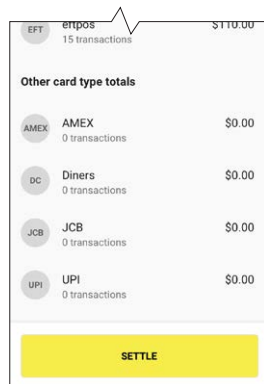 EFT eftpos $110.00
15 transactions
Other card type totals
AMEX AMEX $0.00
0 transactions
DC Diners $0.00
0 transactions
JCB JCB $0.00
0 transactions
UPI UPI $0.00
0 transactions
SETTLE